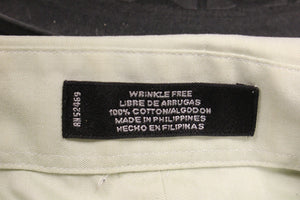 WRINKLE FREE
LIBRE DE ARRUGAS
100% COTTON/ALGODON
MADE IN PHILIPPINES
HECHO EN FILIPINAS
RN52469